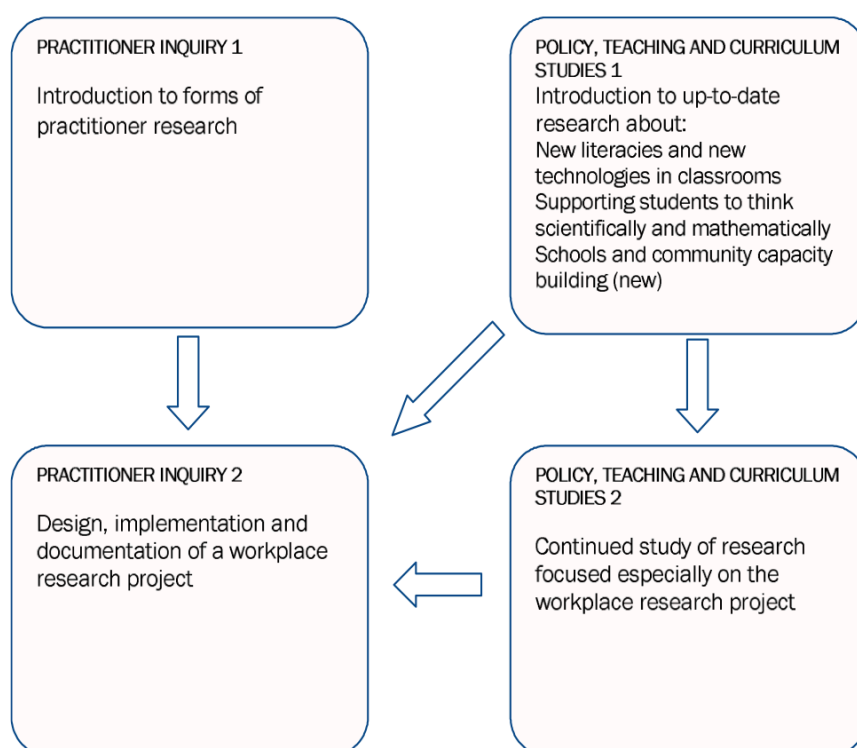 PRACTITIONER INQUIRY 1
Introduction to forms of
practitioner research
POLICY, TEACHING AND CURRICULUM
STUDIES 1
Introduction to up-to-date
research about:
New literacies and new
technologies in classrooms
Supporting students to think
scientifically and mathematically
Schools and community capacity
building (new)
PRACTITIONER INQUIRY 2
Design, implementation and
documentation of a workplace
research project
POLICY, TEACHING AND CURRICULUM
STUDIES 2
Continued study of research
focused especially on the
workplace research project